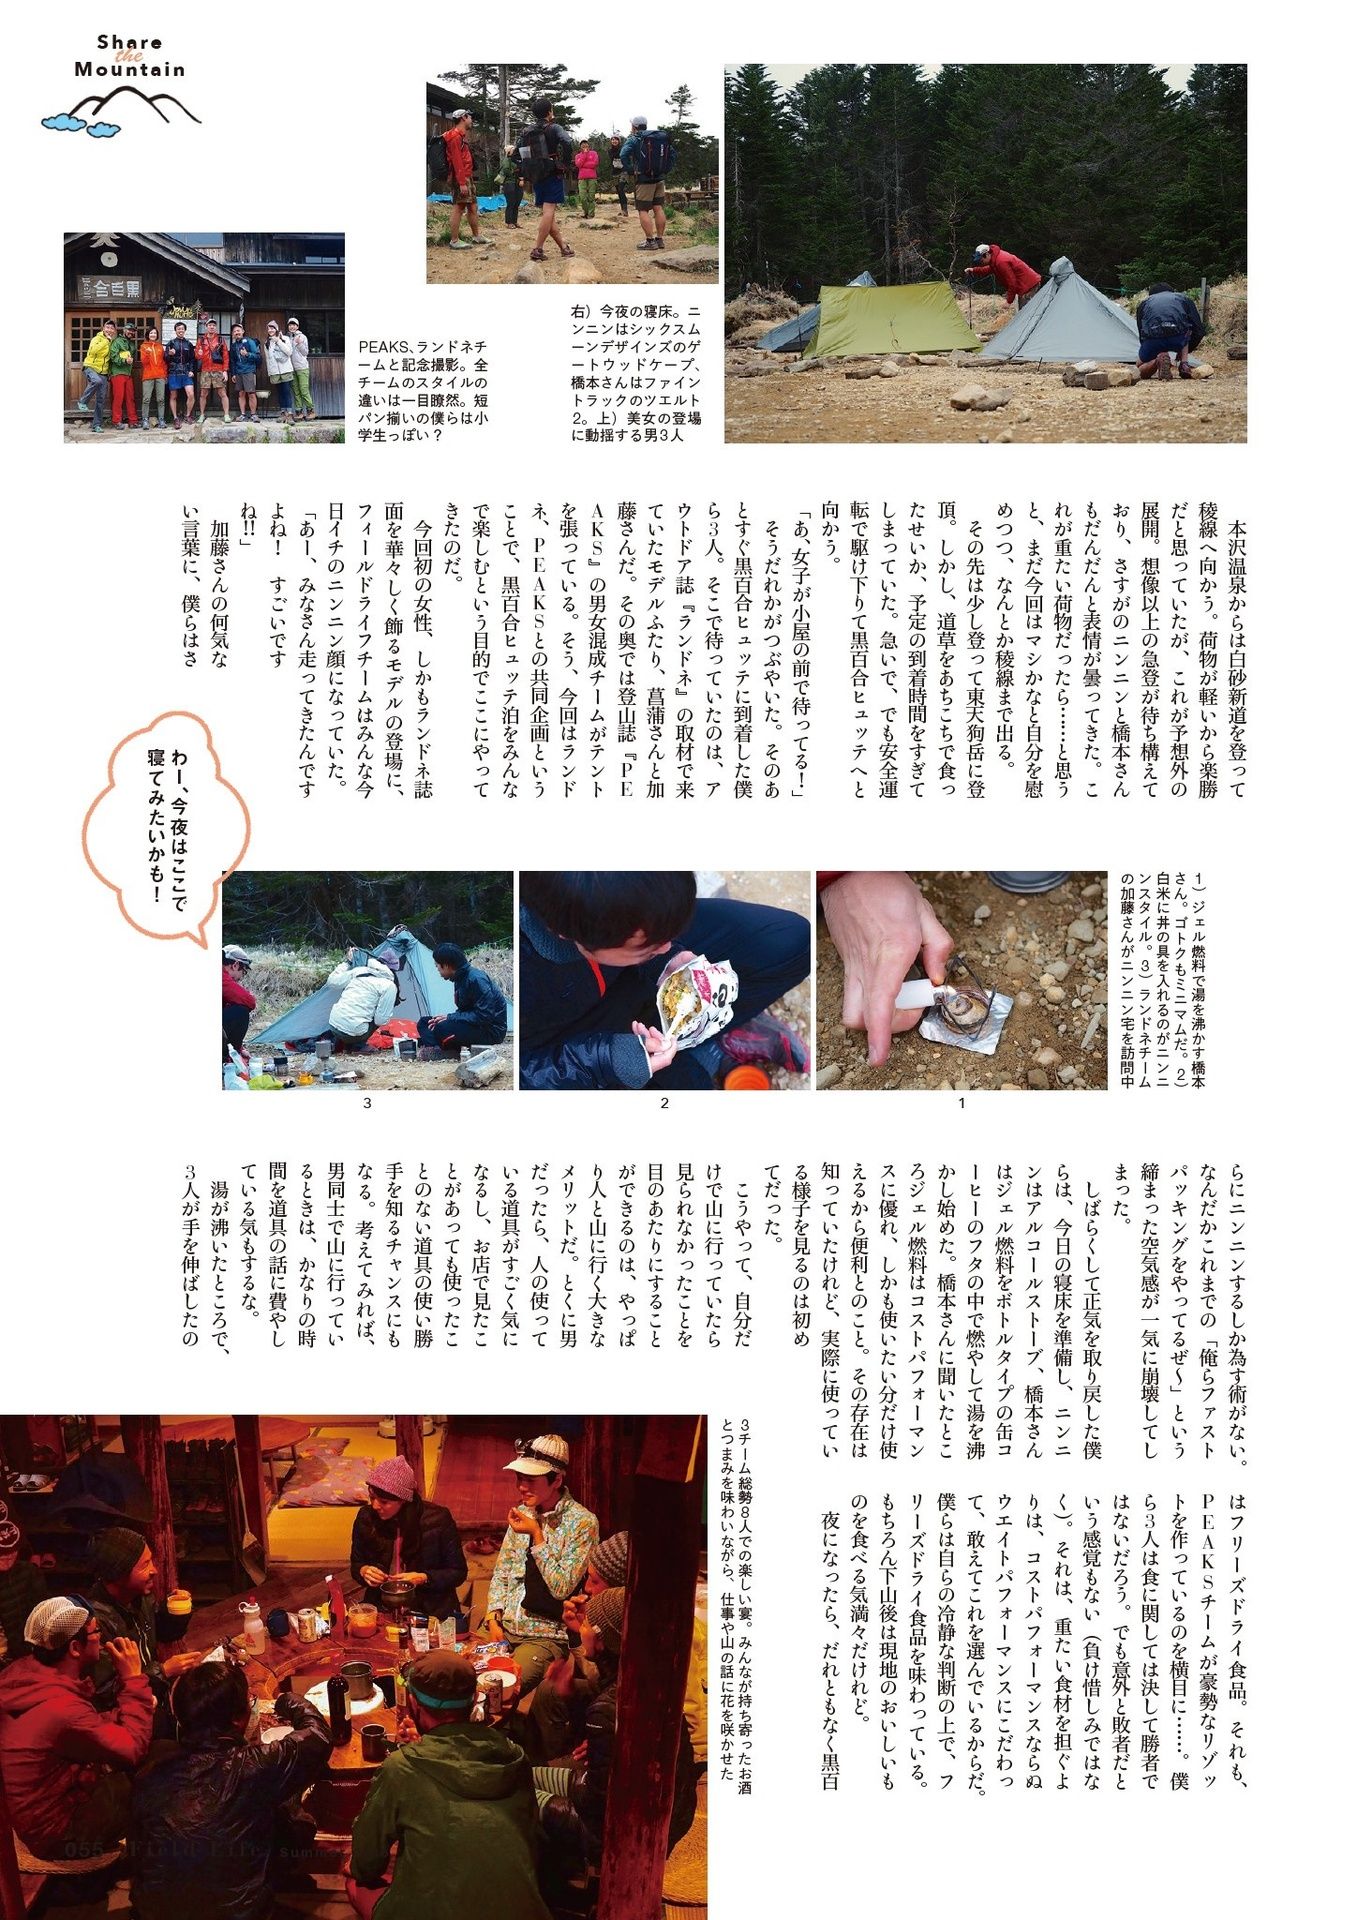 Share
the
Mountain
右）今夜の寝床。ニ
ンニンはシックスム
ーンデザインズのゲ
ートウッドケープ、
橋本さんはファイン
トラックのツエルト
2。上）美女の登場
に動揺する男3人
PEAKS、ランドネチ
ームと記念撮影。全
チームのスタイルの
違いは一目瞭然。短
パン揃いの僕らは小
学生っぽい？
本沢温泉からは白砂新道を登って
稜線へ向かう。荷物が軽いから楽勝
だと思っていたが、これが予想外の
展開。想像以上の急登が待ち構えて
おり、さすがのニンニンと橋本さん
もだんだんと表情が曇ってきた。こ
れが重たい荷物だったら……と思う
と、まだ今回はマシかなと自分を慰
めつつ、なんとか稜線まで出る。
その先は少し登って東天狗岳に登
頂。しかし、道草をあちこちで食っ
たせいか、予定の到着時間をすぎて
しまっていた。急いで、でも安全運
転で駆け下りて黒百合ヒュッテへと
向かう。
「あ、女子が小屋の前で待ってる！」
そうだれかがつぶやいた。そのあ
とすぐ黒百合ヒュッテに到着した僕
ら3人。そこで待っていたのは、ア
ウトドア誌『ランドネ』の取材で来
ていたモデルふたり、菖蒲さんと加
藤さんだ。その奥では登山誌『PE
AKS』の男女混成チームがテント
を張っている。そう、今回はランド
ネ、PEAKSとの共同企画という
ことで、黒百合ヒュッテ泊をみんな
で楽しむという目的でここにやって
きたのだ。
今回初の女性、しかもランドネ誌
面を華々しく飾るモデルの登場に、
フィールドライフチームはみんな今
日イチのニンニン顔になっていた。
「あー、みなさん走ってきたんです
よね！　すごいです
ね!!」
加藤さんの何気な
い言葉に、僕らはさ
わー、今夜はここで
寝てみたいかも！
1）ジェル燃料で湯を沸かす橋本
さん。ゴトクもミニマムだ。2）
白米に丼の具を入れるのがニンニ
ンスタイル。3）ランドネチーム
の加藤さんがニンニン宅を訪問中
3
2
1
らにニンニンするしか為す術がない。
なんだかこれまでの「俺らファスト
パッキングをやってるぜ〜」という
締まった空気感が一気に崩壊してし
まった。
しばらくして正気を取り戻した僕
らは、今日の寝床を準備し、ニンニ
ンはアルコールストーブ、橋本さん
はジェル燃料をボトルタイプの缶コ
ーヒーのフタの中で燃やして湯を沸
かし始めた。橋本さんに聞いたとこ
ろジェル燃料はコストパフォーマン
スに優れ、しかも使いたい分だけ使
えるから便利とのこと。その存在は
知っていたけれど、実際に使ってい
る様子を見るのは初め
てだった。
こうやって、自分だ
けで山に行っていたら
見られなかったことを
目のあたりにすること
ができるのは、やっぱ
り人と山に行く大きな
メリットだ。とくに男
だったら、人の使って
いる道具がすごく気に
なるし、お店で見たこ
とがあっても使ったこ
とのない道具の使い勝
手を知るチャンスにも
なる。考えてみれば、
男同士で山に行ってい
るときは、かなりの時
間を道具の話に費やし
ている気もするな。
湯が沸いたところで、
3人が手を伸ばしたの
はフリーズドライ食品。それも、
PEAKSチームが豪勢なリゾッ
トを作っているのを横目に……。僕
ら3人は食に関しては決して勝者で
はないだろう。でも意外と敗者だと
いう感覚もない（負け惜しみではな
く）。それは、重たい食材を担ぐよ
りは、コストパフォーマンスならぬ
ウエイトパフォーマンスにこだわっ
て、敢えてこれを選んでいるからだ。
僕らは自らの冷静な判断の上で、フ
リーズドライ食品を味わっている。
もちろん下山後は現地のおいしいも
のを食べる気満々だけれど。
夜になったら、だれともなく黒百
3チーム総勢8人での楽しい宴。みんなが持ち寄ったお酒
とつまみを味わいながら、仕事や山の話に花を咲かせた
055 Field Life Summer